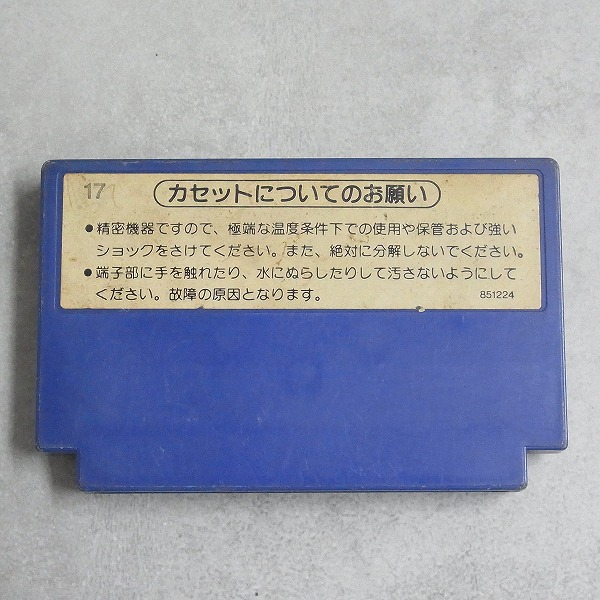 17
カセットについてのお願い
●精密機器ですので、極端な温度条件下での使用や保管および強い
ショックをさけてください。また、絶対に分解しないでください。
●端子部に手を触れたり、水にぬらしたりして汚さないようにして
ください。故障の原因となります。
851224